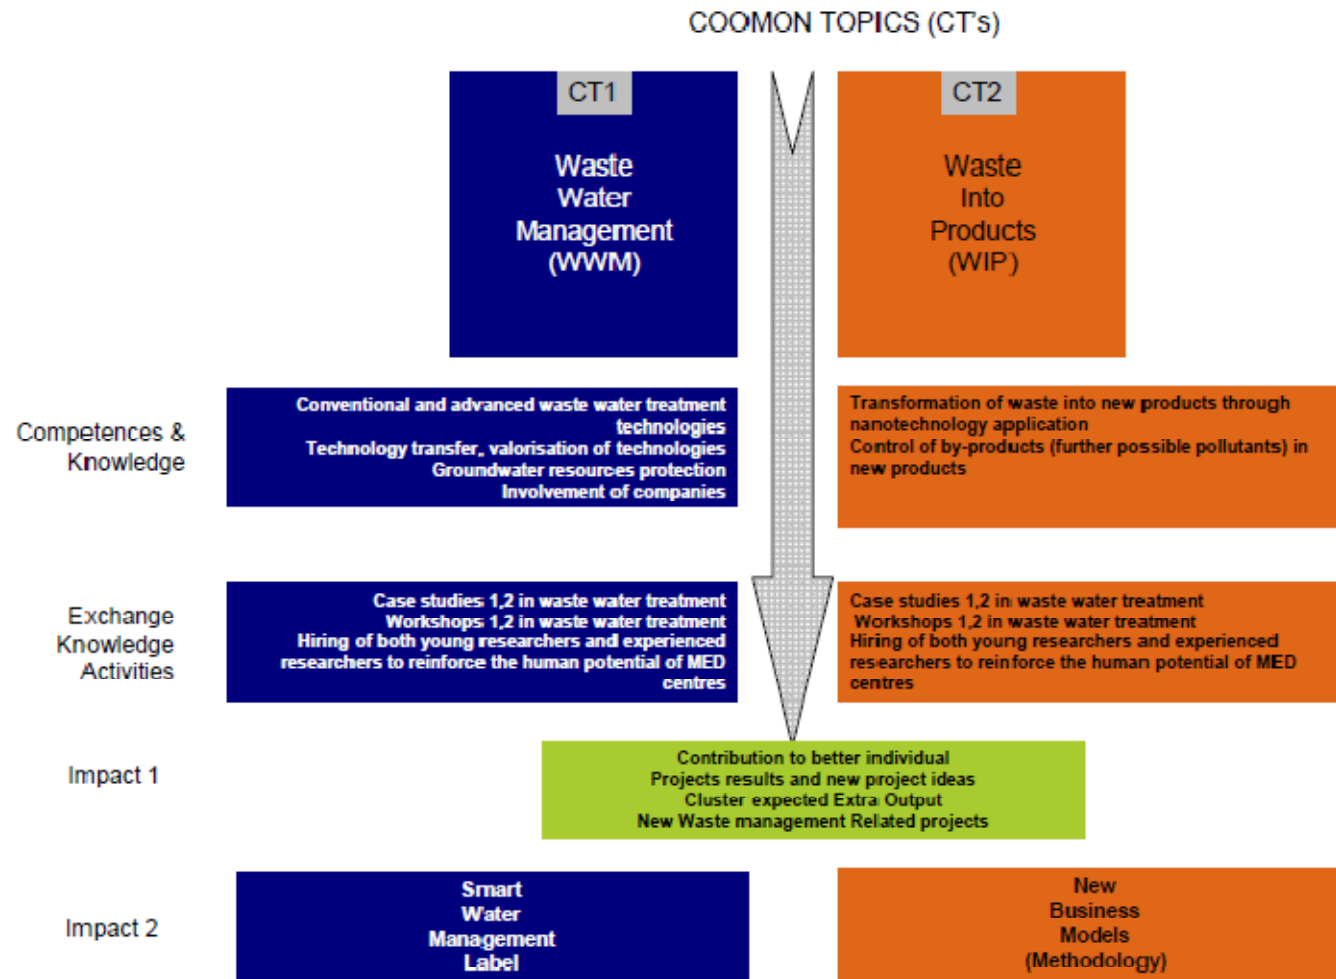 COOMON TOPICS (CT's)
CT1
Waste
Water
Management
(WWM)
CT2
Waste
Into
Products
(WIP)
Competences &
Knowledge
Conventional and advanced waste water treatment
technologies
Technology transfer, valorisation of technologies
Groundwater resources protection
Involvement of companies
Transformation of waste into new products through
nanotechnology application
Control of by-products (further possible pollutants) in
new products
Exchange
Knowledge
Activities
Case studies 1,2 in waste water treatment
Workshops 1,2 in waste water treatment
Hiring of both young researchers and experienced
researchers to reinforce the human potential of MED
centres
Case studies 1,2 in waste water treatment
Workshops 1,2 in waste water treatment
Hiring of both young researchers and experienced
researchers to reinforce the human potential of MED
centres
Impact 1
Contribution to better individual
Projects results and new project ideas
Cluster expected Extra Output
New Waste management Related projects
Impact 2
Smart
Water
Management
Label
New
Business
Models
(Methodology)